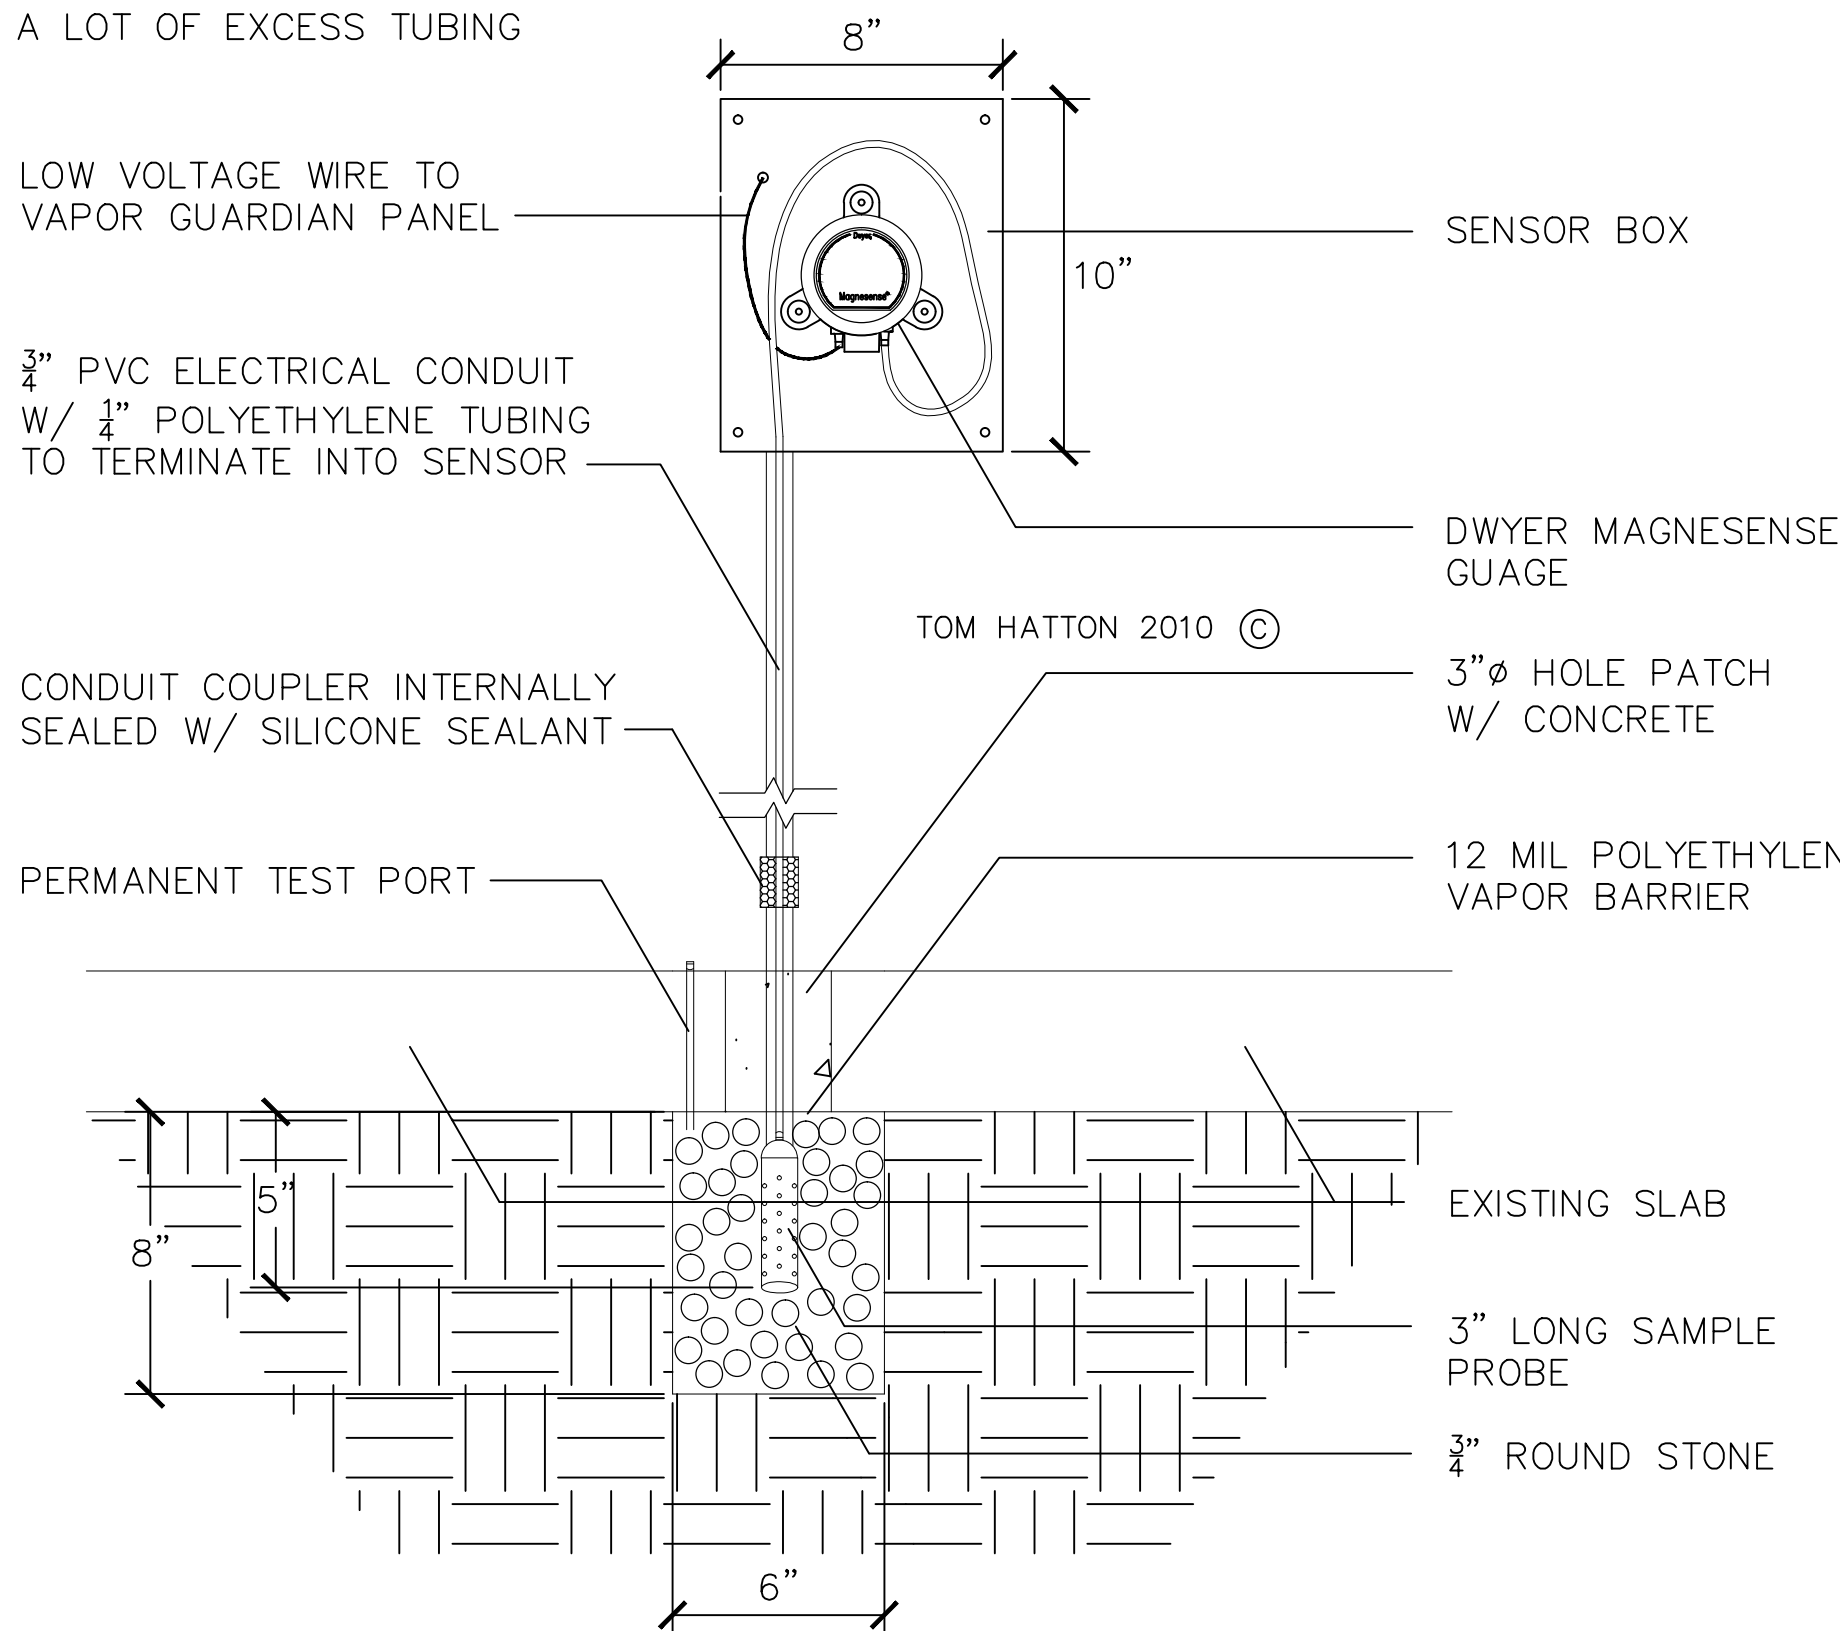 A LOT OF EXCESS TUBING
8”
LOW VOLTAGE WIRE TO
VAPOR GUARDIAN PANEL
Dwyer
Magnesense
SENSOR BOX
10”
¾” PVC ELECTRICAL CONDUIT
W/ ¼” POLYETHYLENE TUBING
TO TERMINATE INTO SENSOR
DWYER MAGNESENSE
GUAGE
TOM HATTON 2010 ©
CONDUIT COUPLER INTERNALLY
SEALED W/ SILICONE SEALANT
3”ø HOLE PATCH
W/ CONCRETE
PERMANENT TEST PORT
12 MIL POLYETHYLEN
VAPOR BARRIER
5”
8”
EXISTING SLAB
3” LONG SAMPLE
PROBE
¾” ROUND STONE
6”